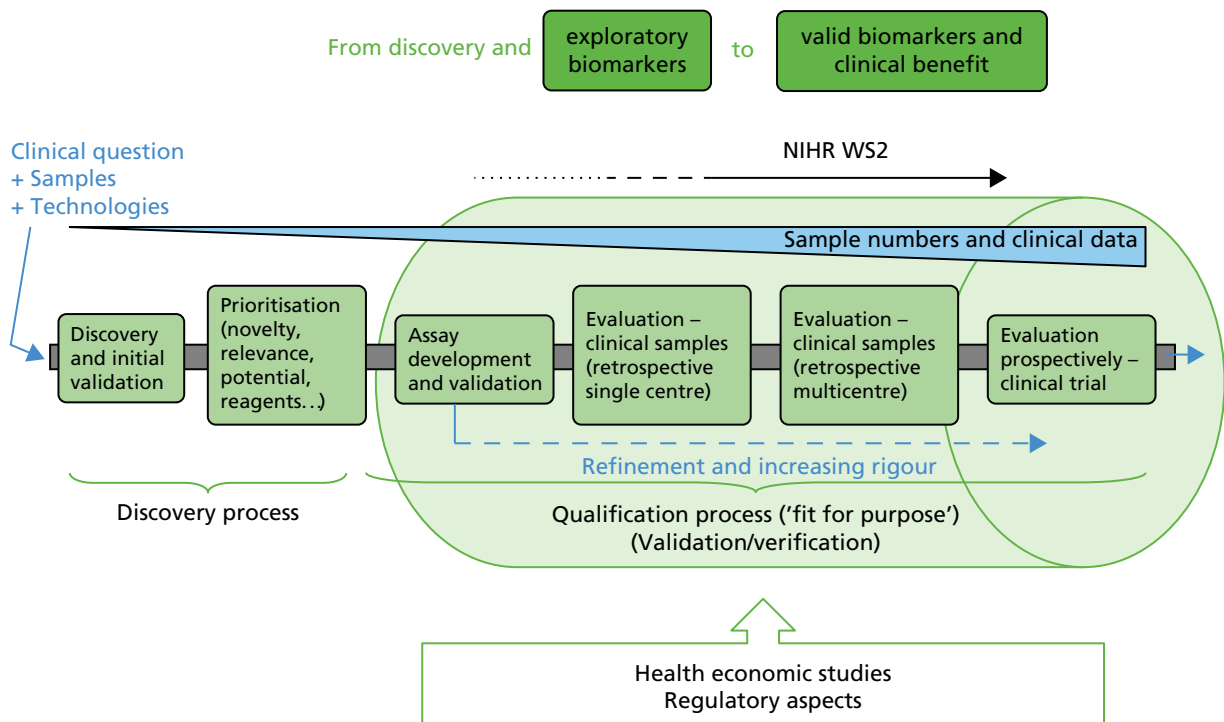 From discovery and
exploratory
biomarkers
to
valid biomarkers and
clinical benefit
Clinical question
+ Samples
+ Technologies
NIHR WS2
Sample numbers and clinical data
Discovery
and initial
validation
Prioritisation
(novelty,
relevance,
potential,
reagents…)
Assay
development
and validation
Evaluation –
clinical samples
(retrospective
single centre)
Evaluation –
clinical samples
(retrospective
multicentre)
Evaluation
prospectively –
clinical trial
Refinement and increasing rigour
Discovery process
Qualification process ('fit for purpose')
(Validation/verification)
Health economic studies
Regulatory aspects